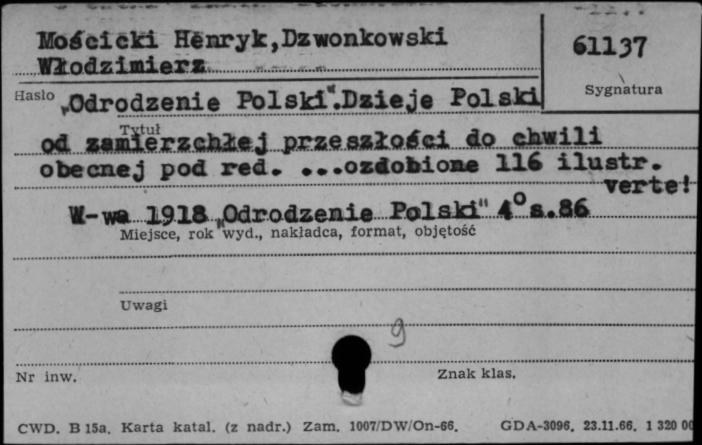 Mościcki Henryk,Dzwonkowski
Włodzimierz
61137
Sygnatura
Hasło
„Odrodzenie Polski".Dzieje Polski
Tytuł
od zamierzchłej przeszłości do chwili
obecnej pod red. ...ozdobione 116 ilustr.
verte!
W-wa 1918 „Odrodzenie Polski" 4° s.86
Miejsce, rok wyd., nakładca, format, objętość
Uwagi
9
Nr inw.
Znak klas.
CWD. B 15a. Karta katal. (z nadr.) Zam. 1007/DW/On-66. GDA-3096. 23.11.66. 1 320 00